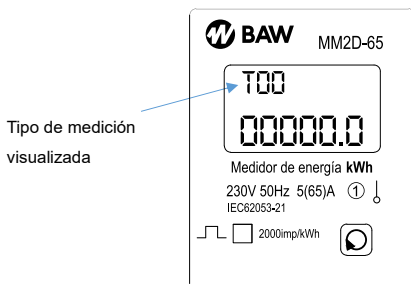 BAW
MM2D-65
T00
00000.0
Tipo de medición
visualizada
Medidor de energía kWh
230V 50Hz 5(65)A 1
IEC62053-21
2000imp/kWh